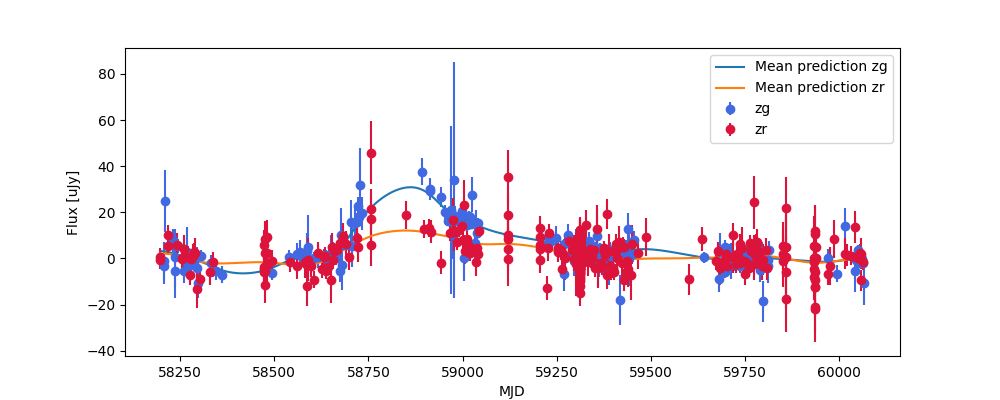 80
60
40
20
0
−20
−40
Flux [uJy]
58250
58500
58750
59000
59250
59500
59750
60000
MJD
Mean prediction zg
Mean prediction zr
zg
zr